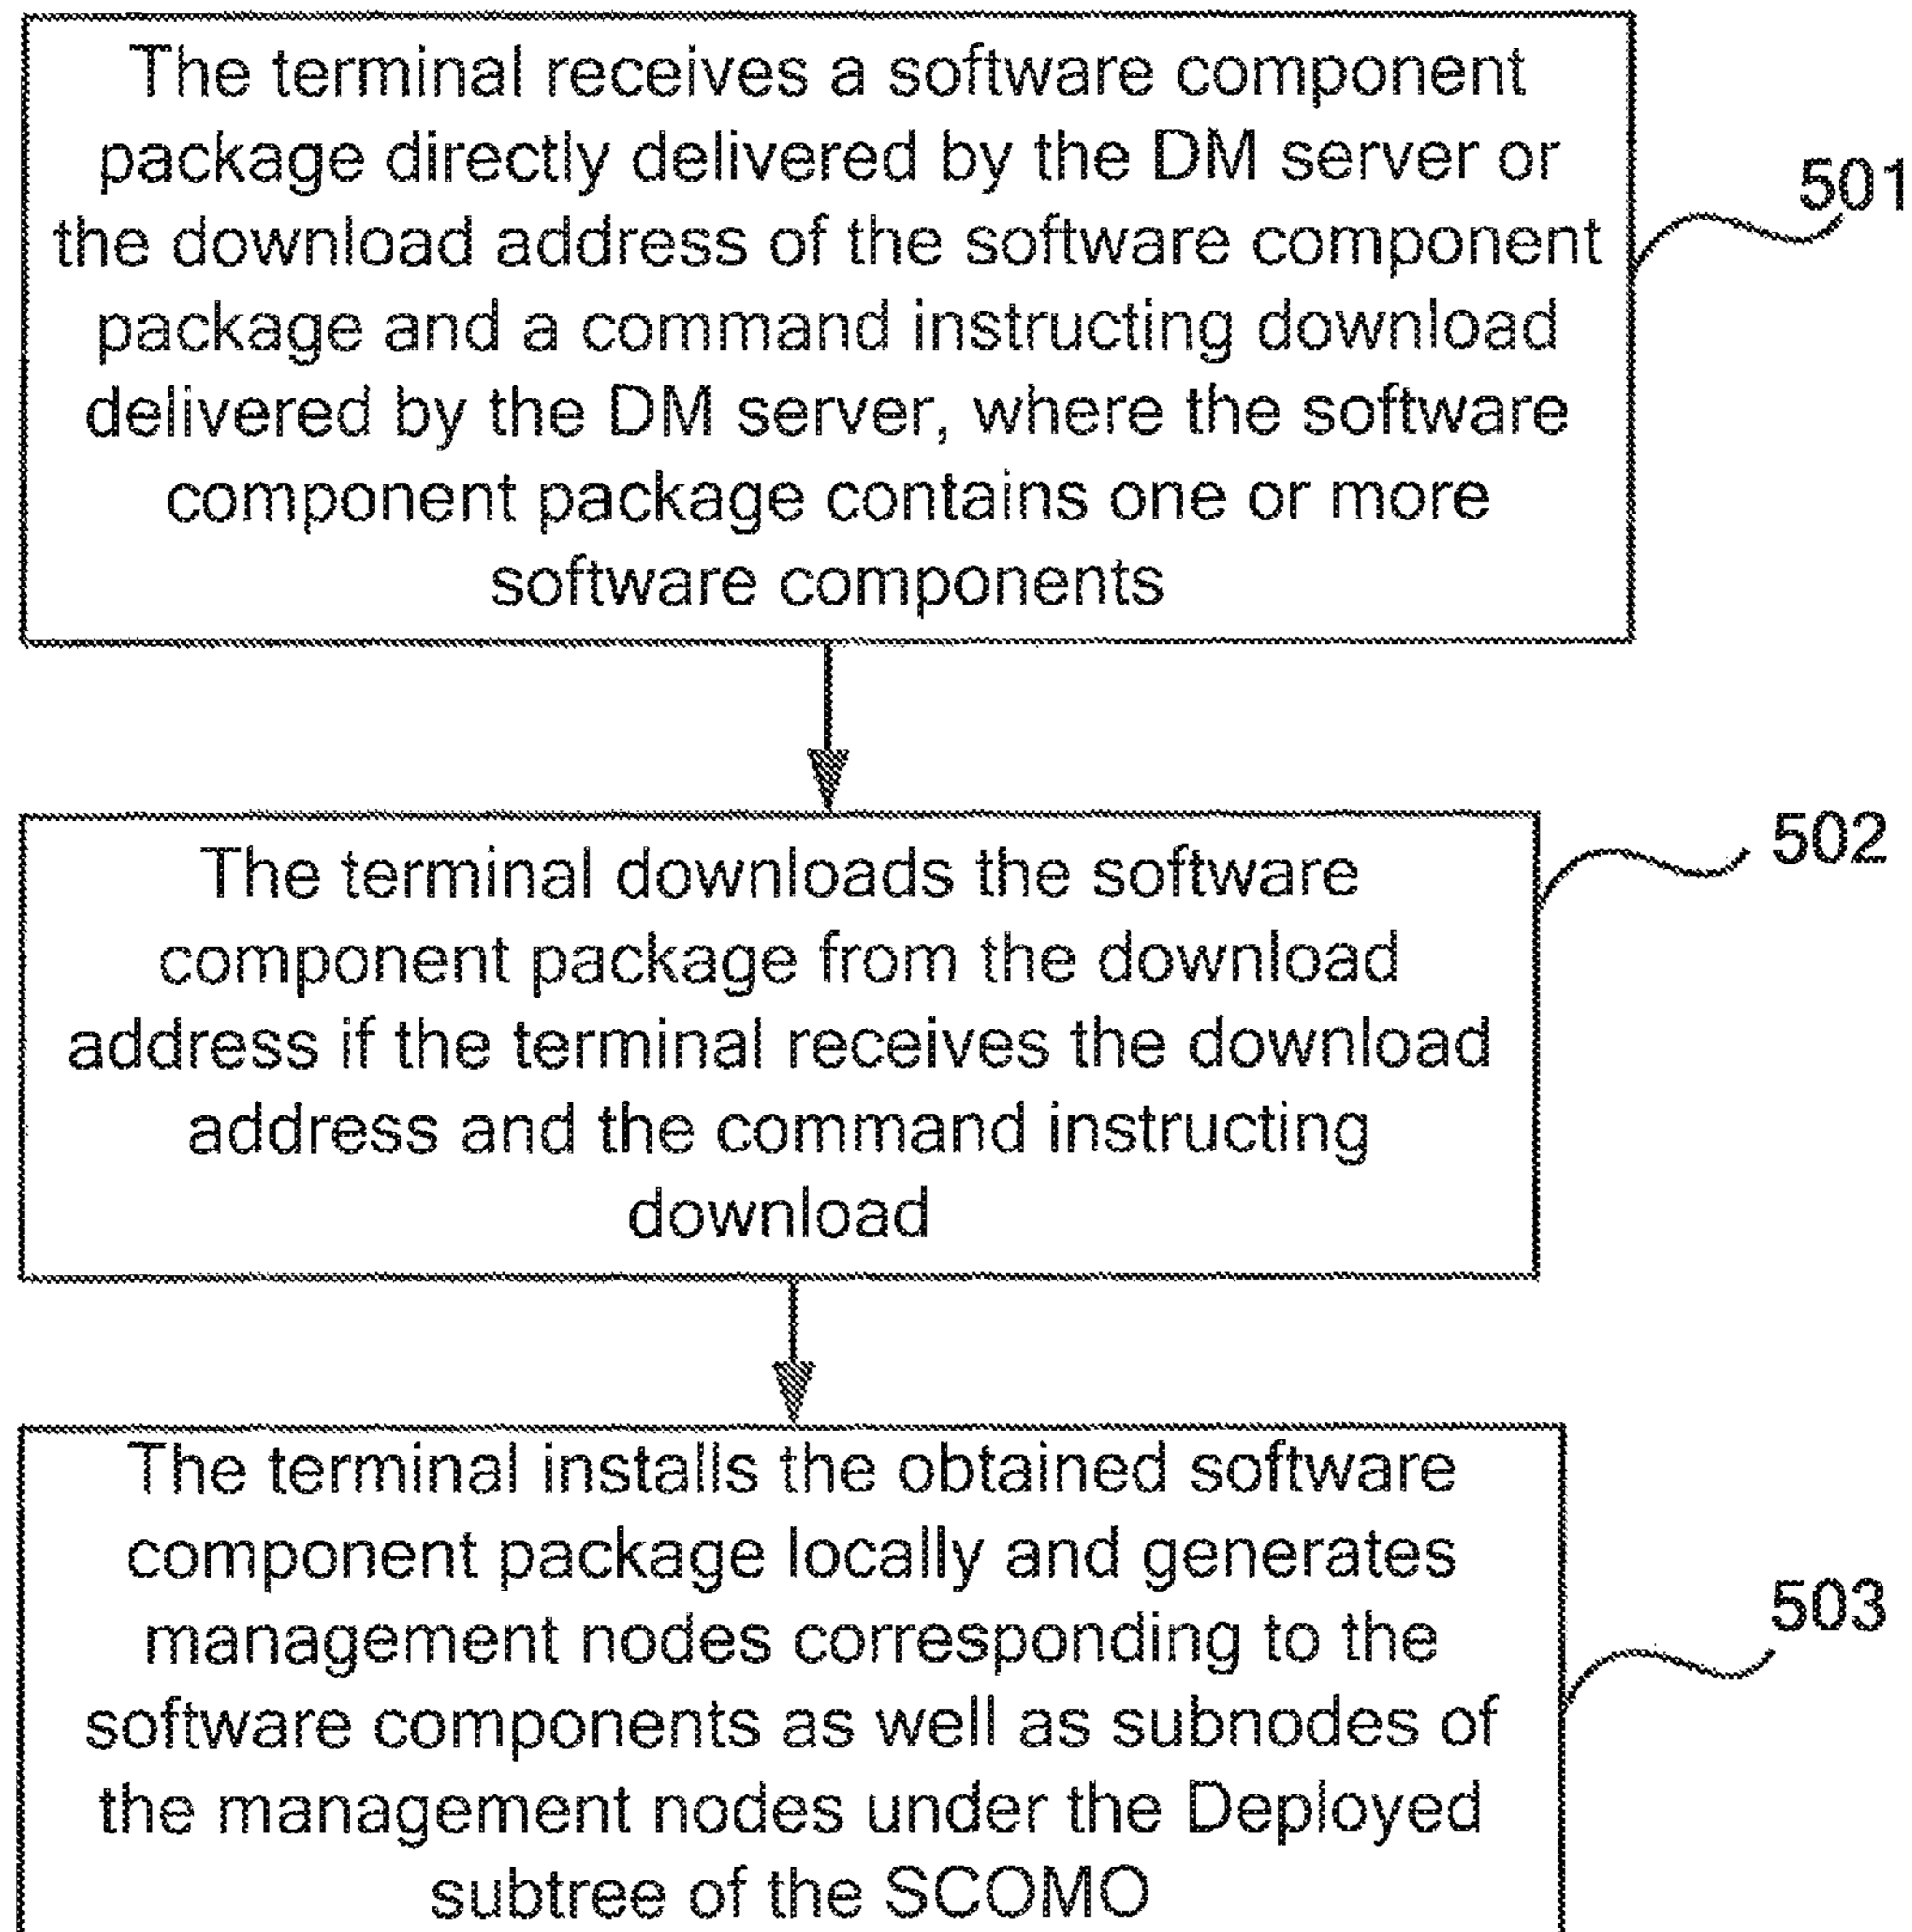 The terminal receives a software component
package directly delivered by the DM server or
the download address of the software component
package and a command instructing download
delivered by the DM server, where the software
component package contains one or more
software components
501
The terminal downloads the software
component package from the download
address if the terminal receives the download
address and the command instructing
download
502
The terminal installs the obtained software
component package locally and generates
management nodes corresponding to the
software components as well as subnodes of
the management nodes under the Deployed
subtree of the SCOMO
503